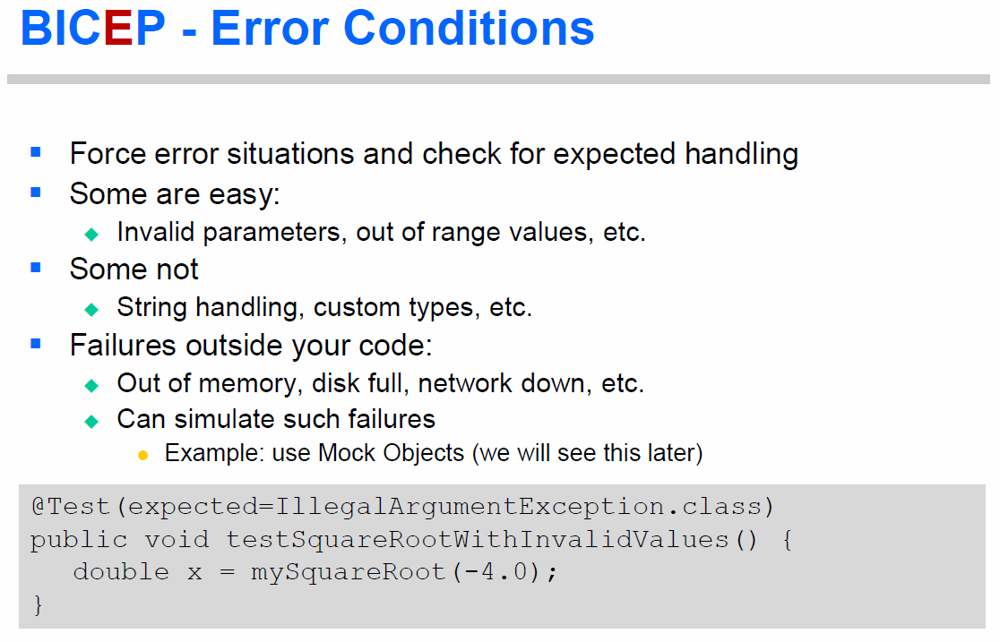 BICEP - Error Conditions
Force error situations and check for expected handling
Some are easy:
Invalid parameters, out of range values, etc.
Some not
String handling, custom types, etc.
Failures outside your code:
Out of memory, disk full, network down, etc.
Can simulate such failures
Example: use Mock Objects (we will see this later)
@Test(expected=IllegalArgumentException.class)
public void testSquareRootWithInvalidValues() {
   double x = mySquareRoot(-4.0);
}